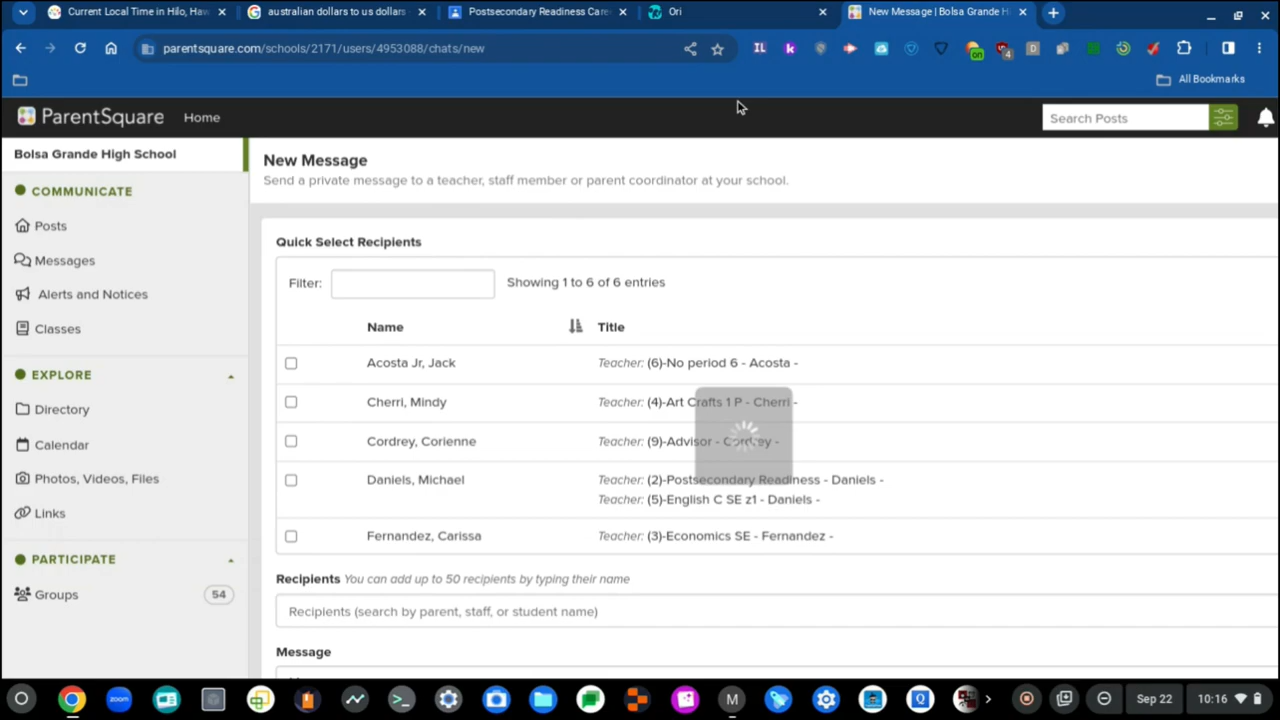 Current Local Time in Hilo, Haw
australian dollars to us dollars
Postsecondary Readiness Care
Ori
New Message | Bolsa Grande Hi
parentsquare.com/schools/2171/users/4953088/chats/new
IL
k
on
4
D
All Bookmarks
ParentSquare
Home
Search Posts
Bolsa Grande High School
COMMUNICATE
Posts
Messages
Alerts and Notices
Classes
EXPLORE
Directory
Calendar
Photos, Videos, Files
Links
PARTICIPATE
Groups 54
New Message
Send a private message to a teacher, staff member or parent coordinator at your school.
Quick Select Recipients
Filter: Showing 1 to 6 of 6 entries
Name Title
Acosta Jr, Jack Teacher: (6)-No period 6 - Acosta -
Cherri, Mindy Teacher: (4)-Art Crafts 1 P - Cherri -
Cordrey, Corienne Teacher: (9)-Advisor - Cordrey -
Daniels, Michael Teacher: (2)-Postsecondary Readiness - Daniels -
Teacher: (5)-English C SE z1 - Daniels -
Fernandez, Carissa Teacher: (3)-Economics SE - Fernandez -
Recipients You can add up to 50 recipients by typing their name
Recipients (search by parent, staff, or student name)
Message
zoom
M
Q
Sep 22
10:16